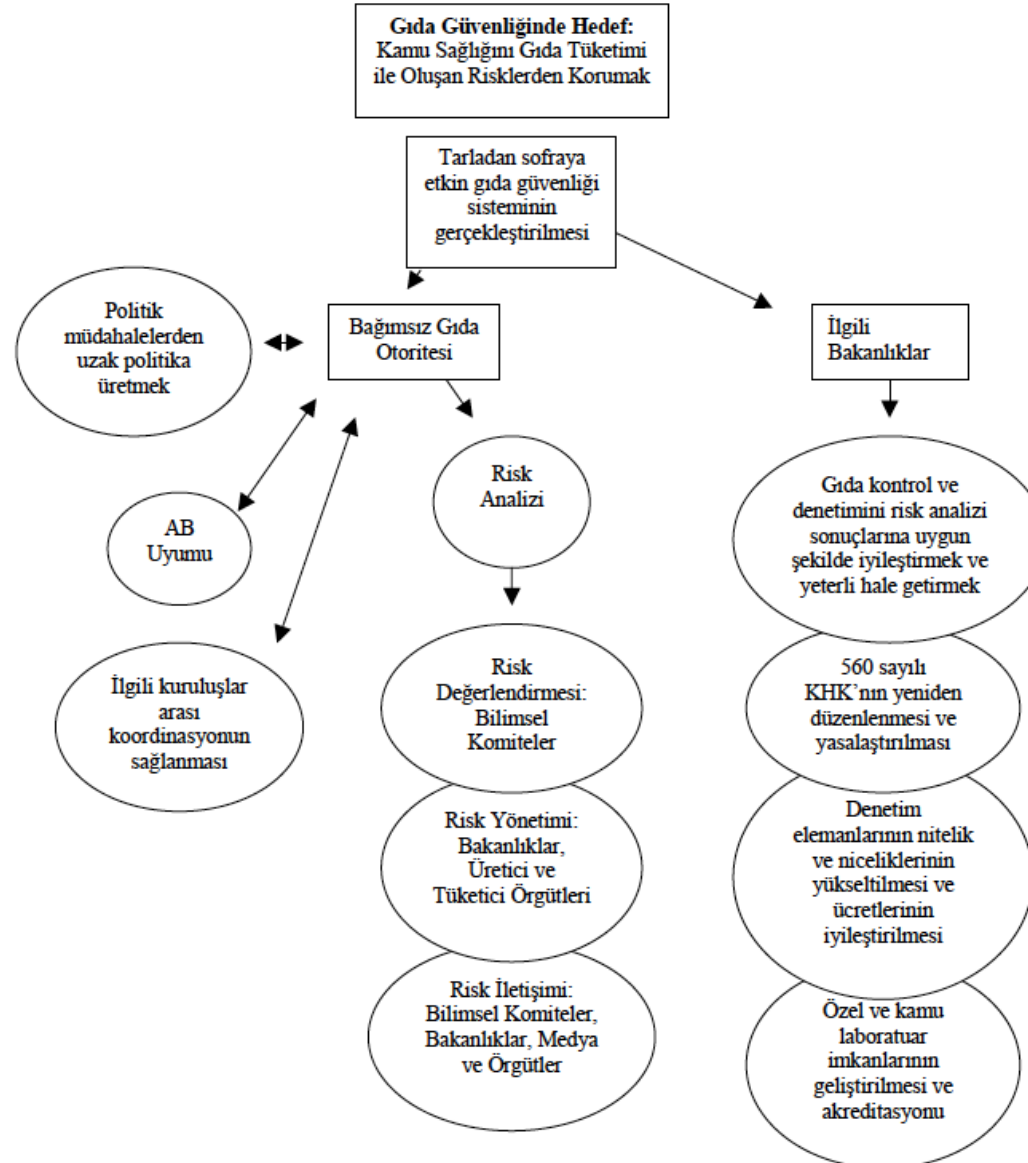 Gıda Güvenliğinde Hedef:
Kamu Sağlığını Gıda Tüketimi
ile Oluşan Risklerden Korumak
Tarladan sofraya
etkin gıda güvenliği
sisteminin
gerçekleştirilmesi
Politik
müdahalelerden
uzak politika
üretmek
Bağımsız Gıda
Otoritesi
İlgili
Bakanlıklar
AB
Uyumu
Risk
Analizi
Gıda kontrol ve
denetimini risk analizi
sonuçlarına uygun
şekilde iyileştirmek ve
yeterli hale getirmek
İlgili kuruluşlar
arası
koordinasyonun
sağlanması
Risk
Değerlendirmesi:
Bilimsel
Komiteler
560 sayılı
KHK’nın yeniden
düzenlenmesi ve
yasalaştırılması
Risk Yönetimi:
Bakanlıklar,
Üretici ve
Tüketici Örgütleri
Denetim
elemanlarının nitelik
ve niceliklerinin
yükseltilmesi ve
ücretlerinin
iyileştirilmesi
Risk İletişimi:
Bilimsel Komiteler,
Bakanlıklar, Medya
ve Örgütler
Özel ve kamu
laboratuar
imkanlarının
geliştirilmesi ve
akreditasyonu